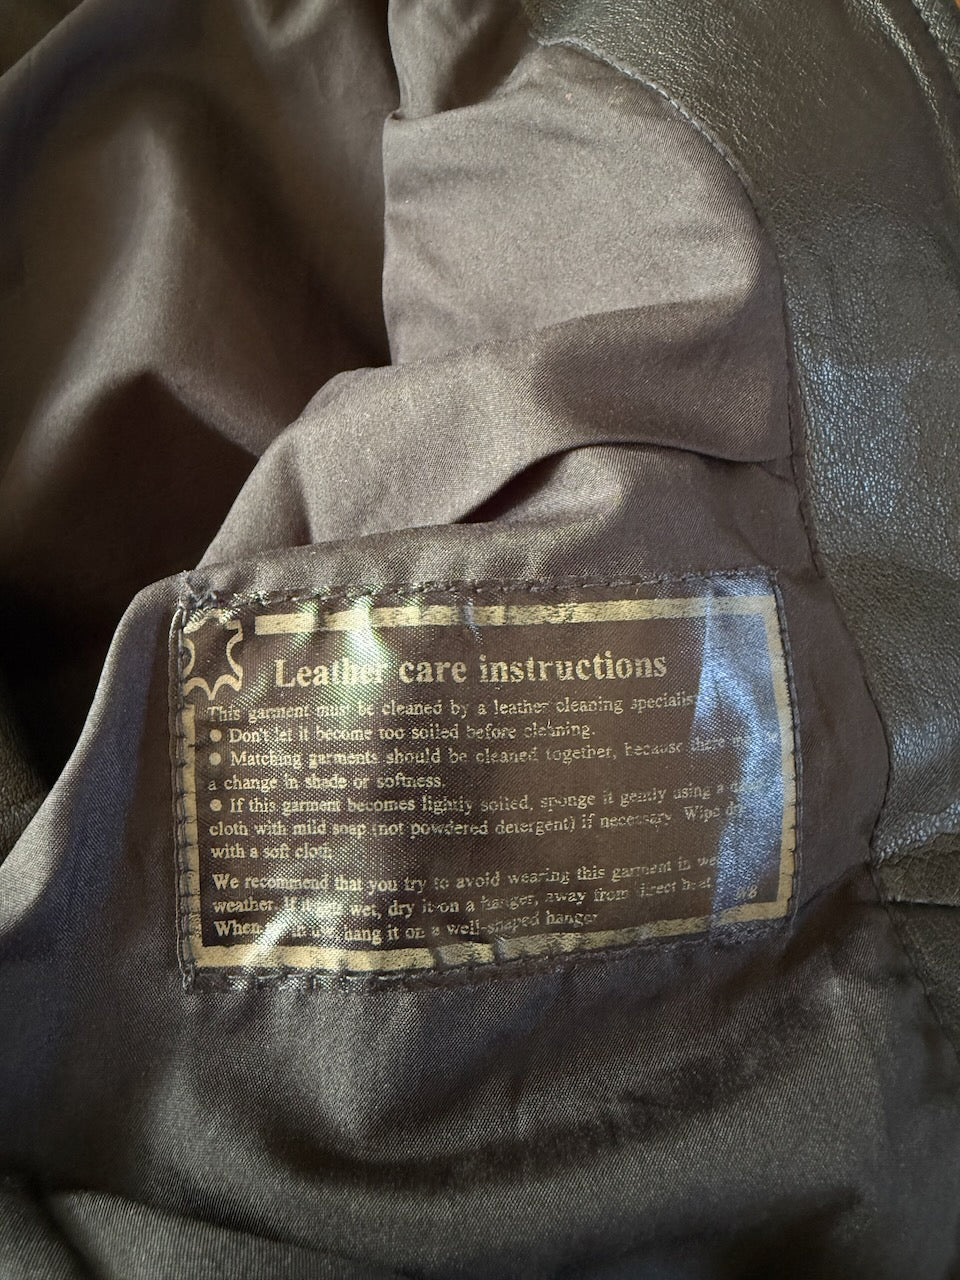 Leather care instructions
This garment must be cleaned by a leather cleaning specialist
● Don't let it become too soiled before cleaning.
● Matching garments should be cleaned together, because there
a change in shade or softness.
● If this garment becomes lightly soiled, sponge it gently using a
cloth with mild soap (not powdered detergent) if necessary. Wipe
with a soft cloth.
We recommend that you try to avoid wearing this garment in
weather. If it wet, dry it on a hanger, away from direct heat
When hang it on a well-shaped hanger